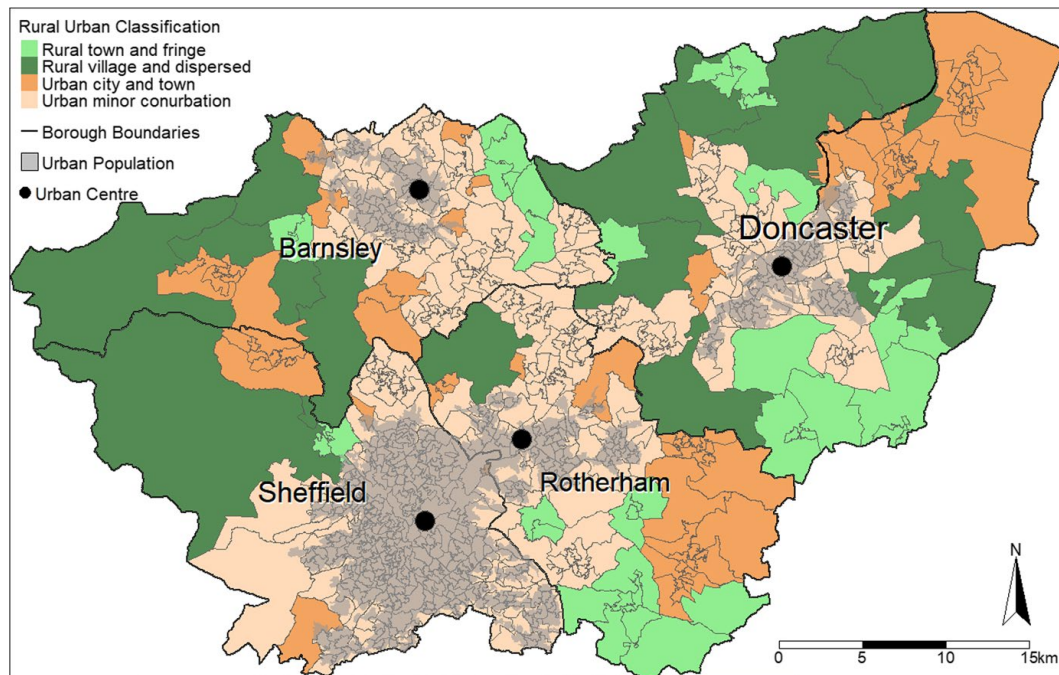 Rural Urban Classification
Rural town and fringe
Rural village and dispersed
Urban city and town
Urban minor conurbation
Borough Boundaries
Urban Population
Urban Centre
Barnsley
Doncaster
Sheffield
Rotherham
N
0 5 10 15km